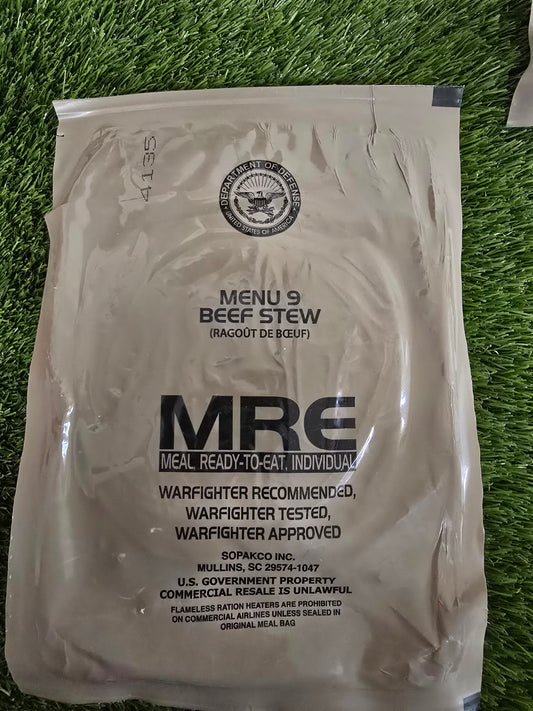 4135
DEPARTMENT OF DEFENSE
UNITED STATES OF AMERICA
MENU 9
BEEF STEW
(RAGOÛT DE BŒUF)
MRE
MEAL, READY-TO-EAT, INDIVIDUAL
WARFIGHTER RECOMMENDED,
WARFIGHTER TESTED,
WARFIGHTER APPROVED
SOPAKCO INC.
MULLINS, SC 29574-1047
U.S. GOVERNMENT PROPERTY
COMMERCIAL RESALE IS UNLAWFUL
FLAMELESS RATION HEATERS ARE PROHIBITED
ON COMMERCIAL AIRLINES UNLESS SEALED IN
ORIGINAL MEAL BAG